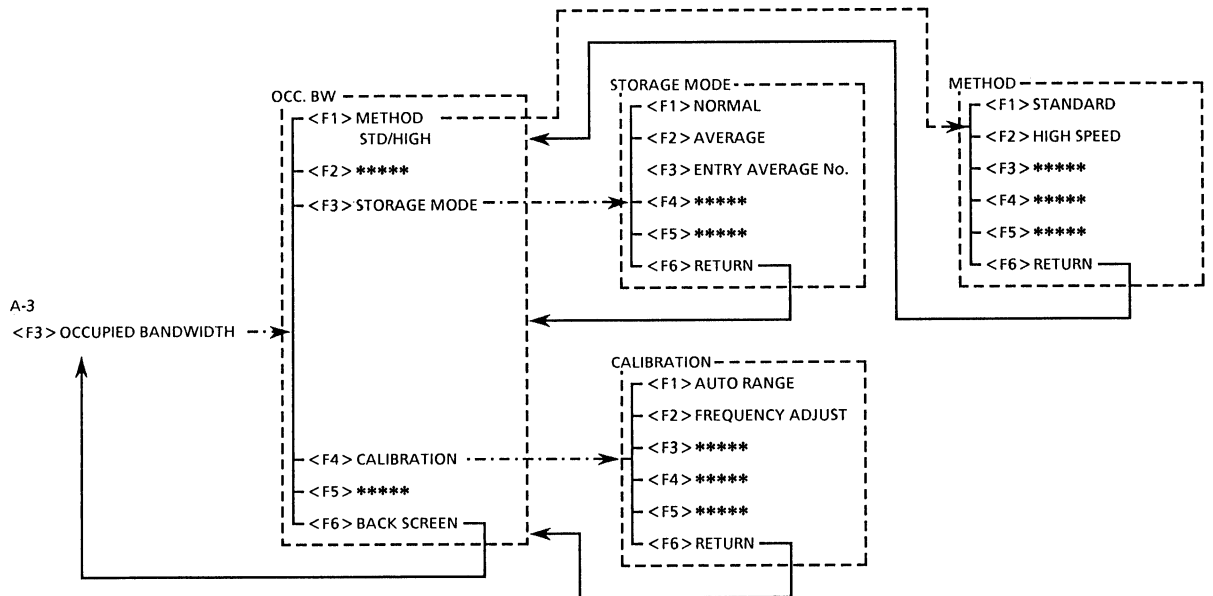 A-3
<F3> OCCUPIED BANDWIDTH
OCC. BW
<F1> METHOD
STD/HIGH
<F2> *****
<F3> STORAGE MODE
<F4> CALIBRATION
<F5> *****
<F6> BACK SCREEN
STORAGE MODE
<F1> NORMAL
<F2> AVERAGE
<F3> ENTRY AVERAGE No.
<F4> *****
<F5> *****
<F6> RETURN
CALIBRATION
<F1> AUTO RANGE
<F2> FREQUENCY ADJUST
<F3> *****
<F4> *****
<F5> *****
<F6> RETURN
METHOD
<F1> STANDARD
<F2> HIGH SPEED
<F3> *****
<F4> *****
<F5> *****
<F6> RETURN